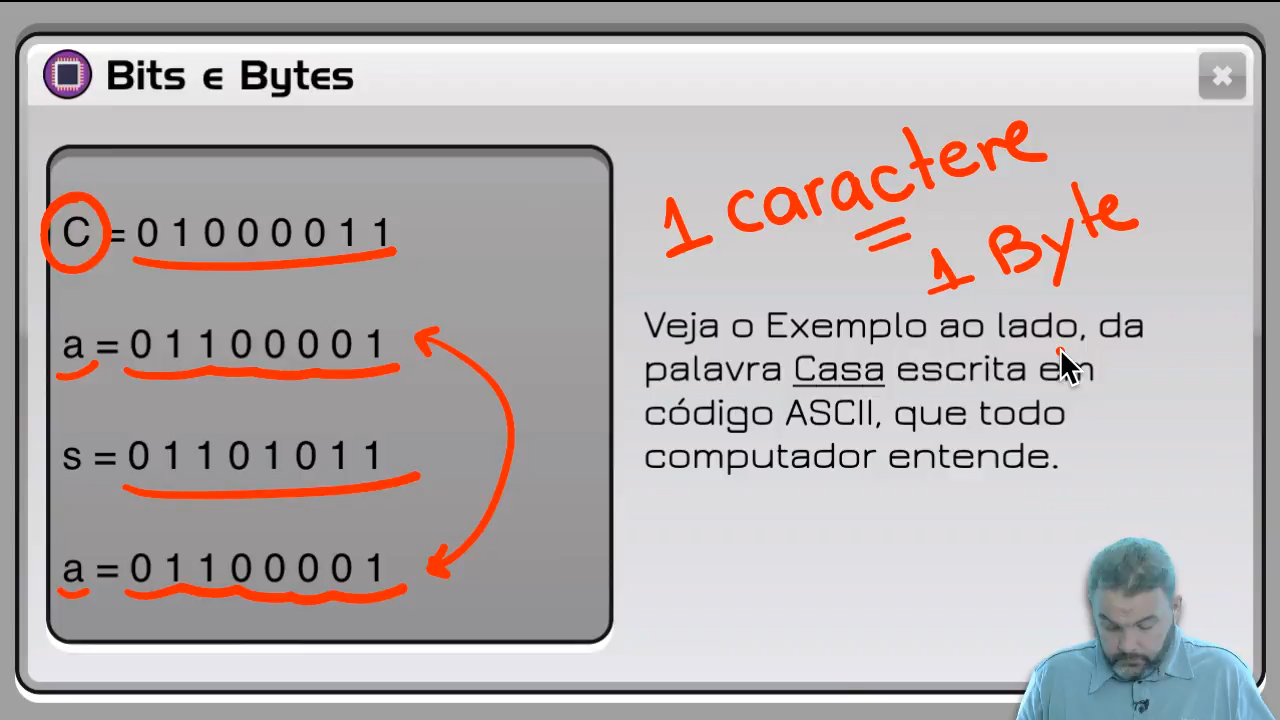 Bits e Bytes
C = 0 1 0 0 0 0 1 1
a = 0 1 1 0 0 0 0 1
s = 0 1 1 0 1 0 1 1
a = 0 1 1 0 0 0 0 1
1 caractere
=
1 Byte
Veja o Exemplo ao lado, da
palavra Casa escrita em
código ASCII, que todo
computador entende.